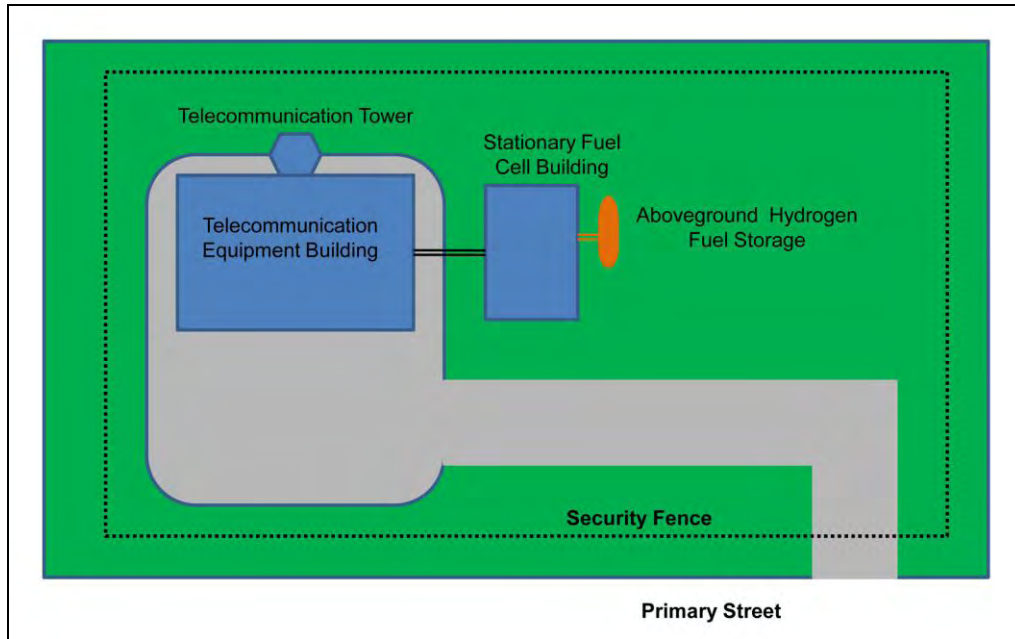 Telecommunication Tower
Stationary Fuel
Cell Building
Telecommunication
Equipment Building
Aboveground Hydrogen
Fuel Storage
Security Fence
Primary Street